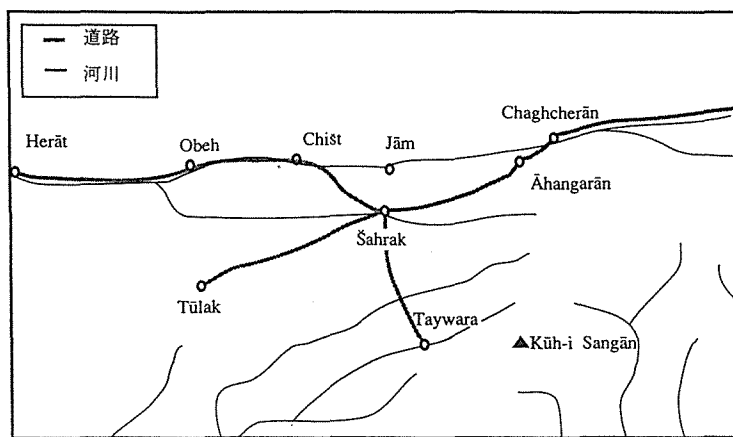 道路
河川
Chaghcherān
Herāt
Obeh
Chišt
Jām
Āhangarān
Šahrak
Tūlak
Taywara
Kūh-i Sangān